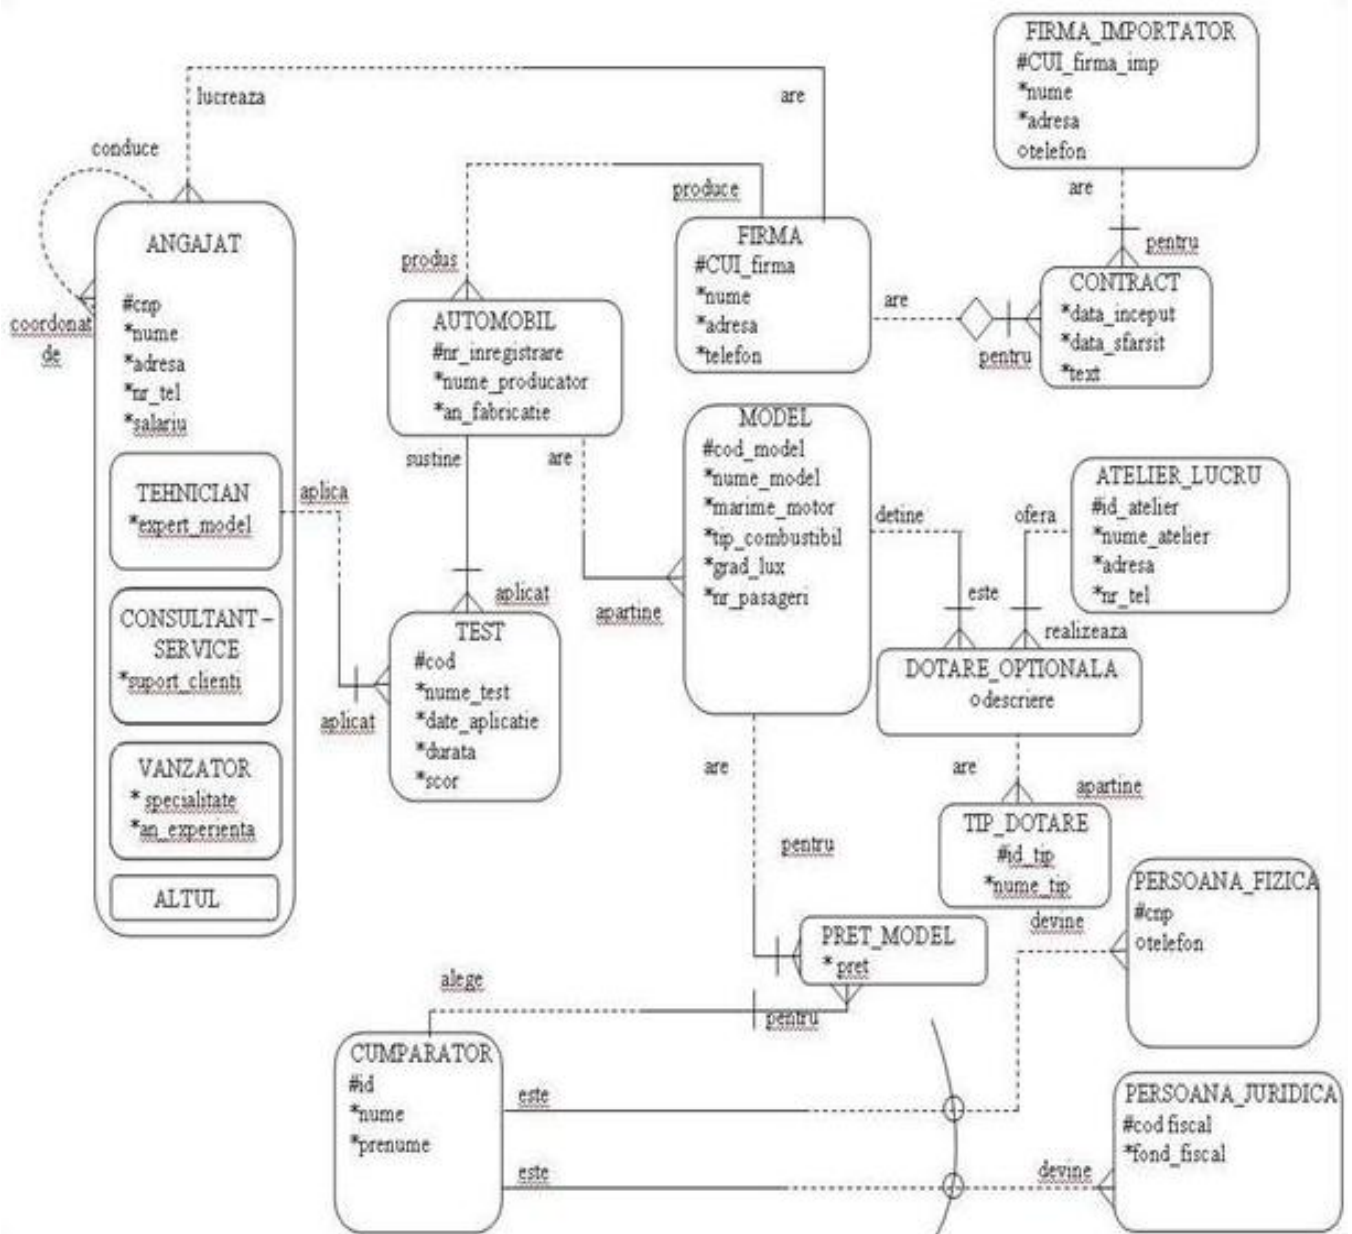 FIRMA_IMPORTATOR
#CUI_firma_imp
*nume
*adresa
otelefon
are
pentru
lucreaza
are
conduce
coordonat
de
ANGAJAT
#cnp
*nume
*adresa
*nr_tel
*salariu
TEHNICIAN
*expert_model
CONSULTANT-
SERVICE
*suport_clienti
VANZATOR
* specialitate
*an_experienta
ALTUL
produce
produs
FIRMA
#CUI_firma
*nume
*adresa
*telefon
are
pentru
CONTRACT
*data_inceput
*data_sfarsit
*text
AUTOMOBIL
#nr_inregistrare
*nume_producator
*an_fabricatie
sustine
are
aplica
aplicat
aplicat
apartine
TEST
#cod
*nume_test
*date_aplicatie
*durata
*scor
MODEL
#cod_model
*nume_model
*marime_motor
*tip_combustibil
*grad_lux
*nr_pasageri
detine
ofera
este
realizeaza
ATELIER_LUCRU
#id_atelier
*nume_atelier
*adresa
*nr_tel
DOTARE_OPTIONALA
odescriere
are
apartine
TIP_DOTARE
#id_tip
*nume_tip
devine
are
pentru
PRET_MODEL
* pret
alege
pentru
PERSOANA_FIZICA
#cnp
otelefon
CUMPARATOR
#id
*nume
*prenume
este
este
devine
PERSOANA_JURIDICA
#cod fiscal
*fond_fiscal